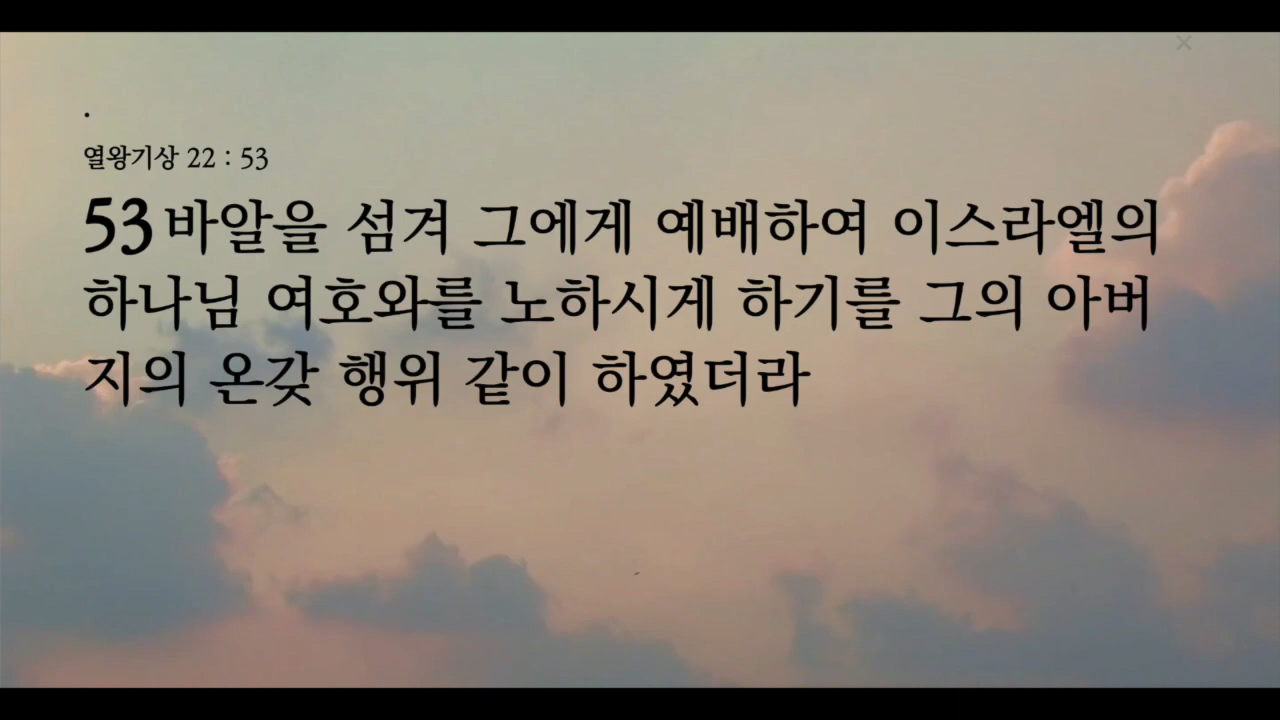 .
열왕기상 22 : 53
53 바알을 섬겨 그에게 예배하여 이스라엘의
하나님 여호와를 노하시게 하기를 그의 아버
지의 온갖 행위 같이 하였더라